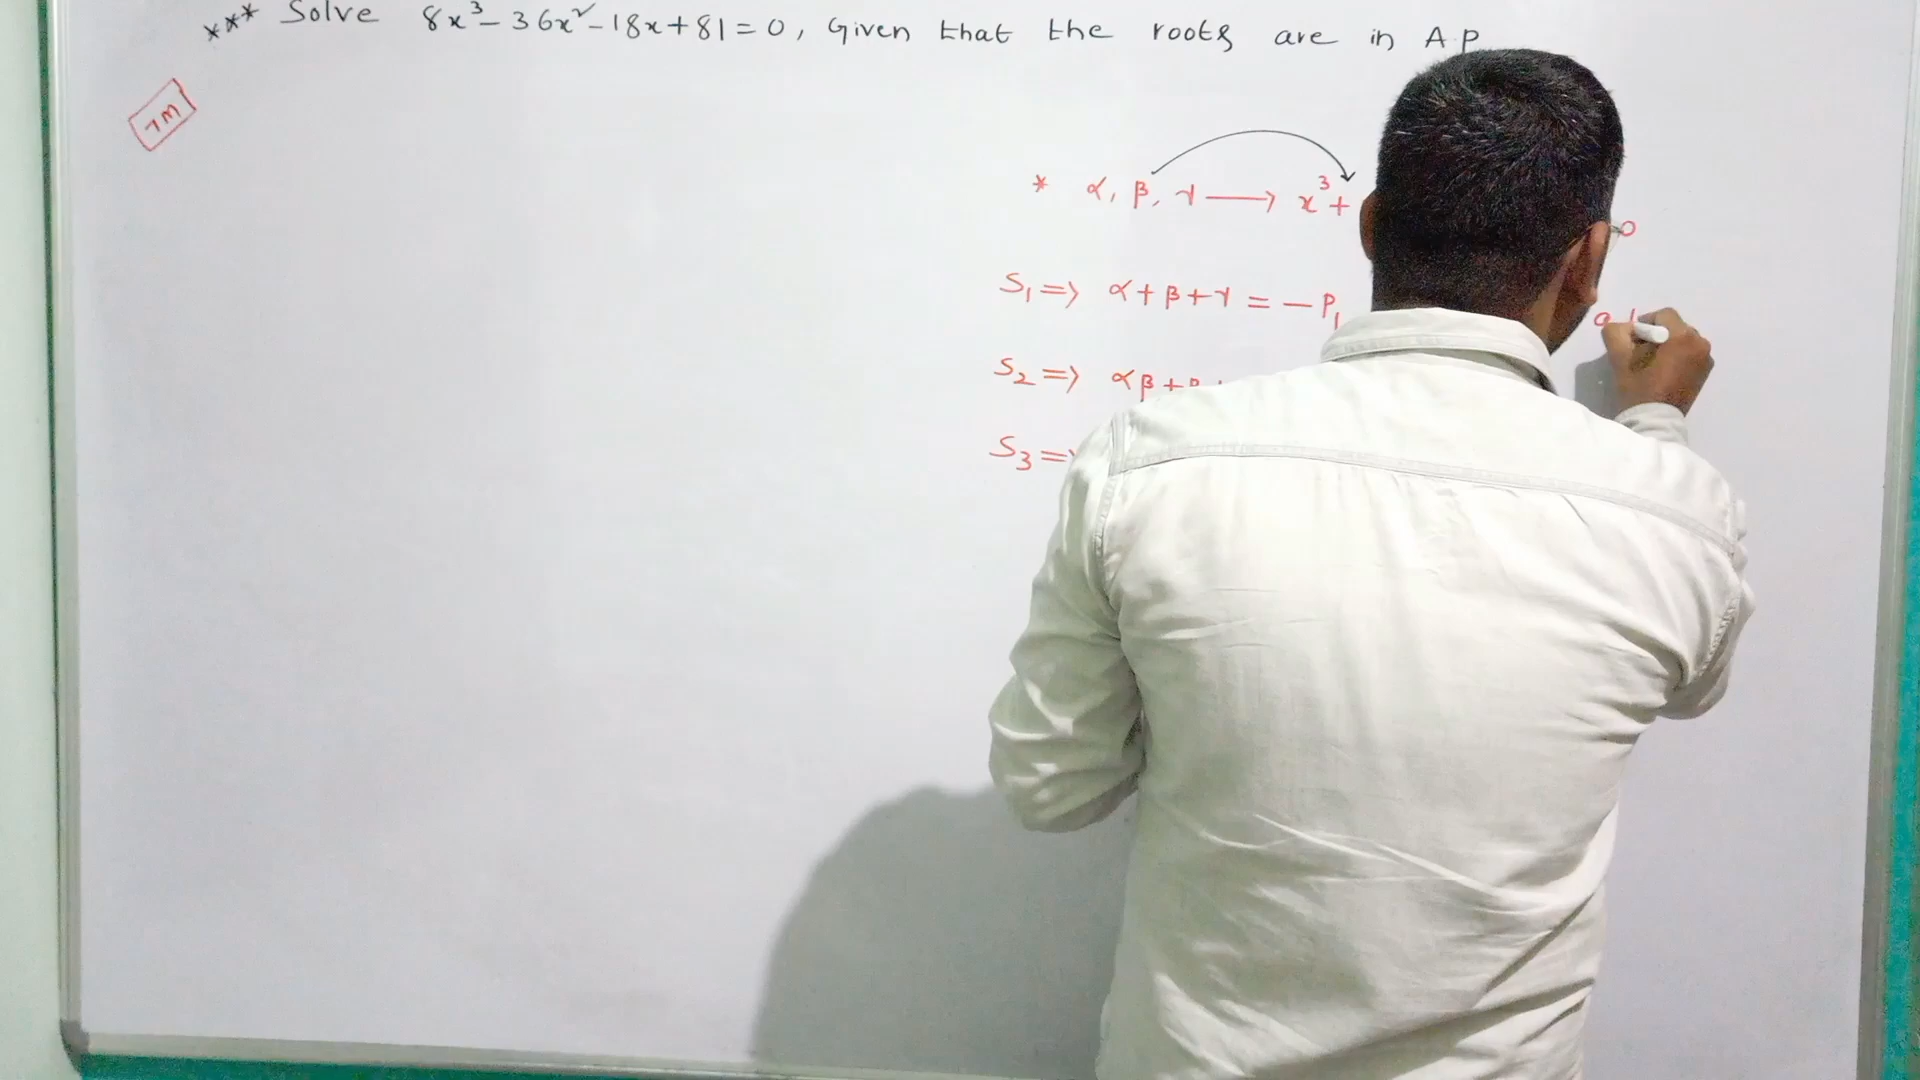 *** Solve 8x³-36x²-18x+81=0, Given that the roots are in A.P
7M
* α, β, γ ⟶ x³+
S₁ ⇒ α+β+γ = -P₁
S₂ ⇒ αβ+
S₃ ⇒